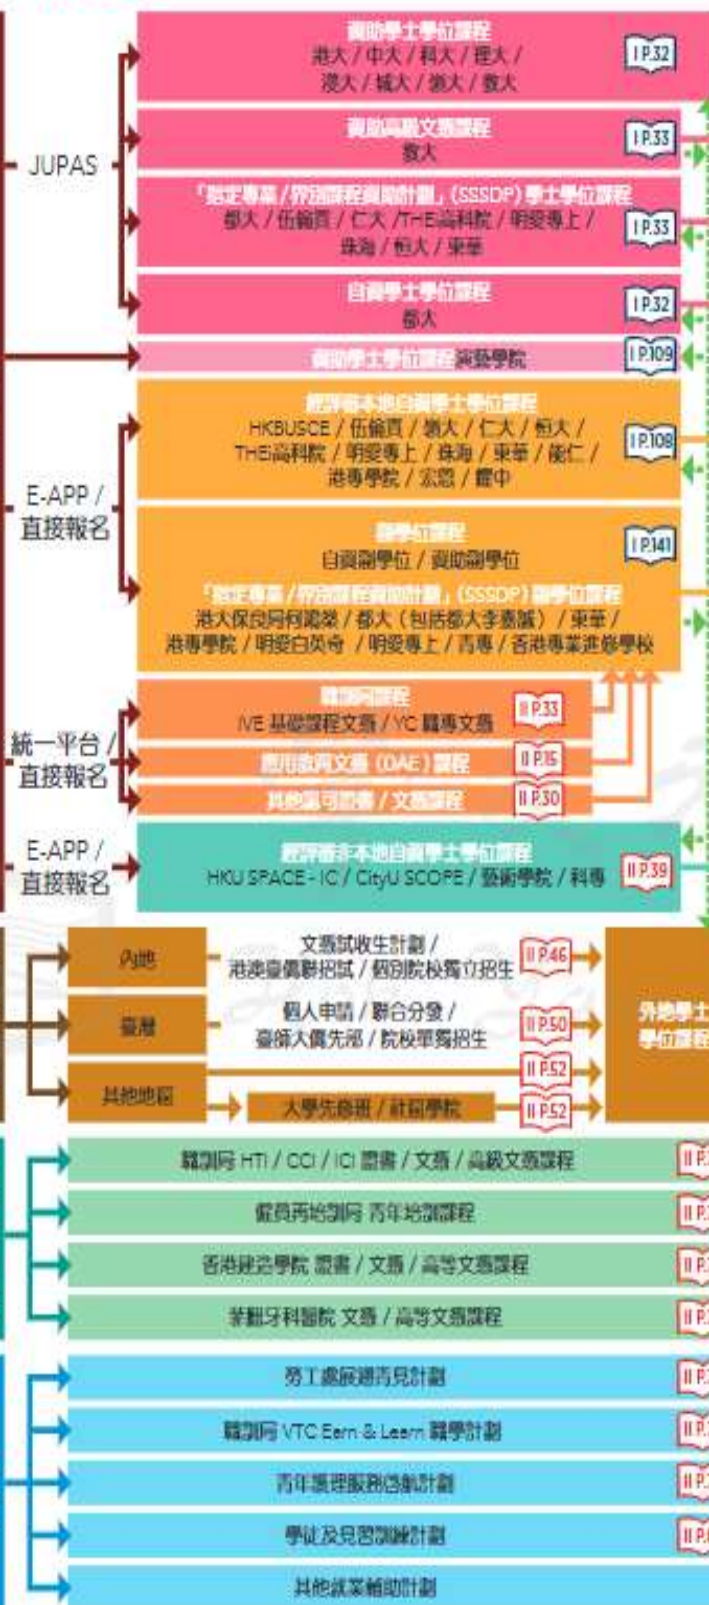 JUPAS
資助學士學位課程
港大 / 中大 / 科大 / 理大 /
浸大 / 城大 / 嶺大 / 教大
I P.32
資助高級文憑課程
教大
I P.33
「指定專業 / 界別課程資助計劃」(SSSDP) 學士學位課程
都大 / 伍倫貢 / 仁大 /THEi高科院 / 明愛專上 /
珠海 / 恒大 / 東華
I P.33
自資學士學位課程
都大
I P.32
資助學士學位課程演藝學院
I P.109
E-APP /
直接報名
經評審本地自資學士學位課程
HKBUSCE / 伍倫貢 / 嶺大 / 仁大 / 恒大 /
THEi高科院 / 明愛專上 / 珠海 / 東華 / 能仁 /
港專學院 / 宏恩 / 耀中
I P.108
副學位課程
自資副學位 / 資助副學位
I P.141
「指定專業 / 界別課程資助計劃」(SSSDP) 副學位課程
港大保良局何鴻燊 / 都大 (包括都大李嘉誠) / 東華 /
港專學院 / 明愛白英奇 / 明愛專上 / 青專 / 香港專業進修學校
統一平台 /
直接報名
職訓局課程
IVE 基礎課程文憑 / YC 職專文憑
II P.33
應用教育文憑 (DAE) 課程
II P.15
其他認可證書 / 文憑課程
II P.30
E-APP /
直接報名
經評審非本地自資學士學位課程
HKU SPACE - IC / CityU SCOPE / 藝術學院 / 科專
II P.39
內地
文憑試收生計劃 /
港澳臺僑聯招試 / 個別院校獨立招生
II P.46
外地學士
學位課程
臺灣
個人申請 / 聯合分發 /
臺師大僑先部 / 院校單獨招生
II P.50
其他地區
II P.52
大學先修班 / 社區學院
II P.52
職訓局 HTI / CCI / ICI 證書 / 文憑 / 高級文憑課程
II P.
僱員再培訓局 青年培訓課程
II P.
香港建造學院 證書 / 文憑 / 高等文憑課程
II P.
菲臘牙科醫院 文憑 / 高等文憑課程
II P.
勞工處展翅青見計劃
II P.
職訓局 VTC Earn & Learn 職學計劃
II P.
青年護理服務啓航計劃
II P.
學徒及見習訓練計劃
II P.
其他就業輔助計劃